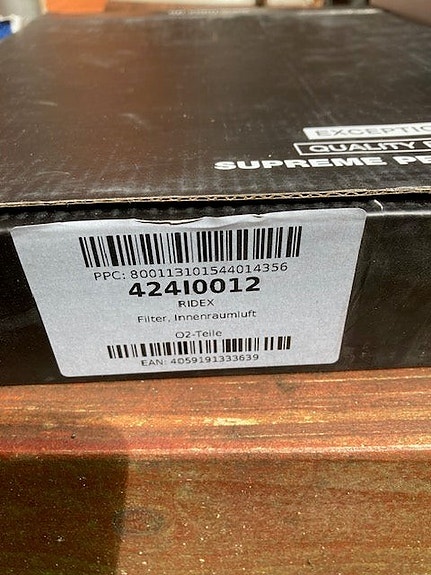 EXCEPTIO
QUALITY
SUPREME PE
PPC: 800113101544014356
424I0012
RIDEX
Filter, Innenraumluft
O2-Teile
EAN: 4059191333639